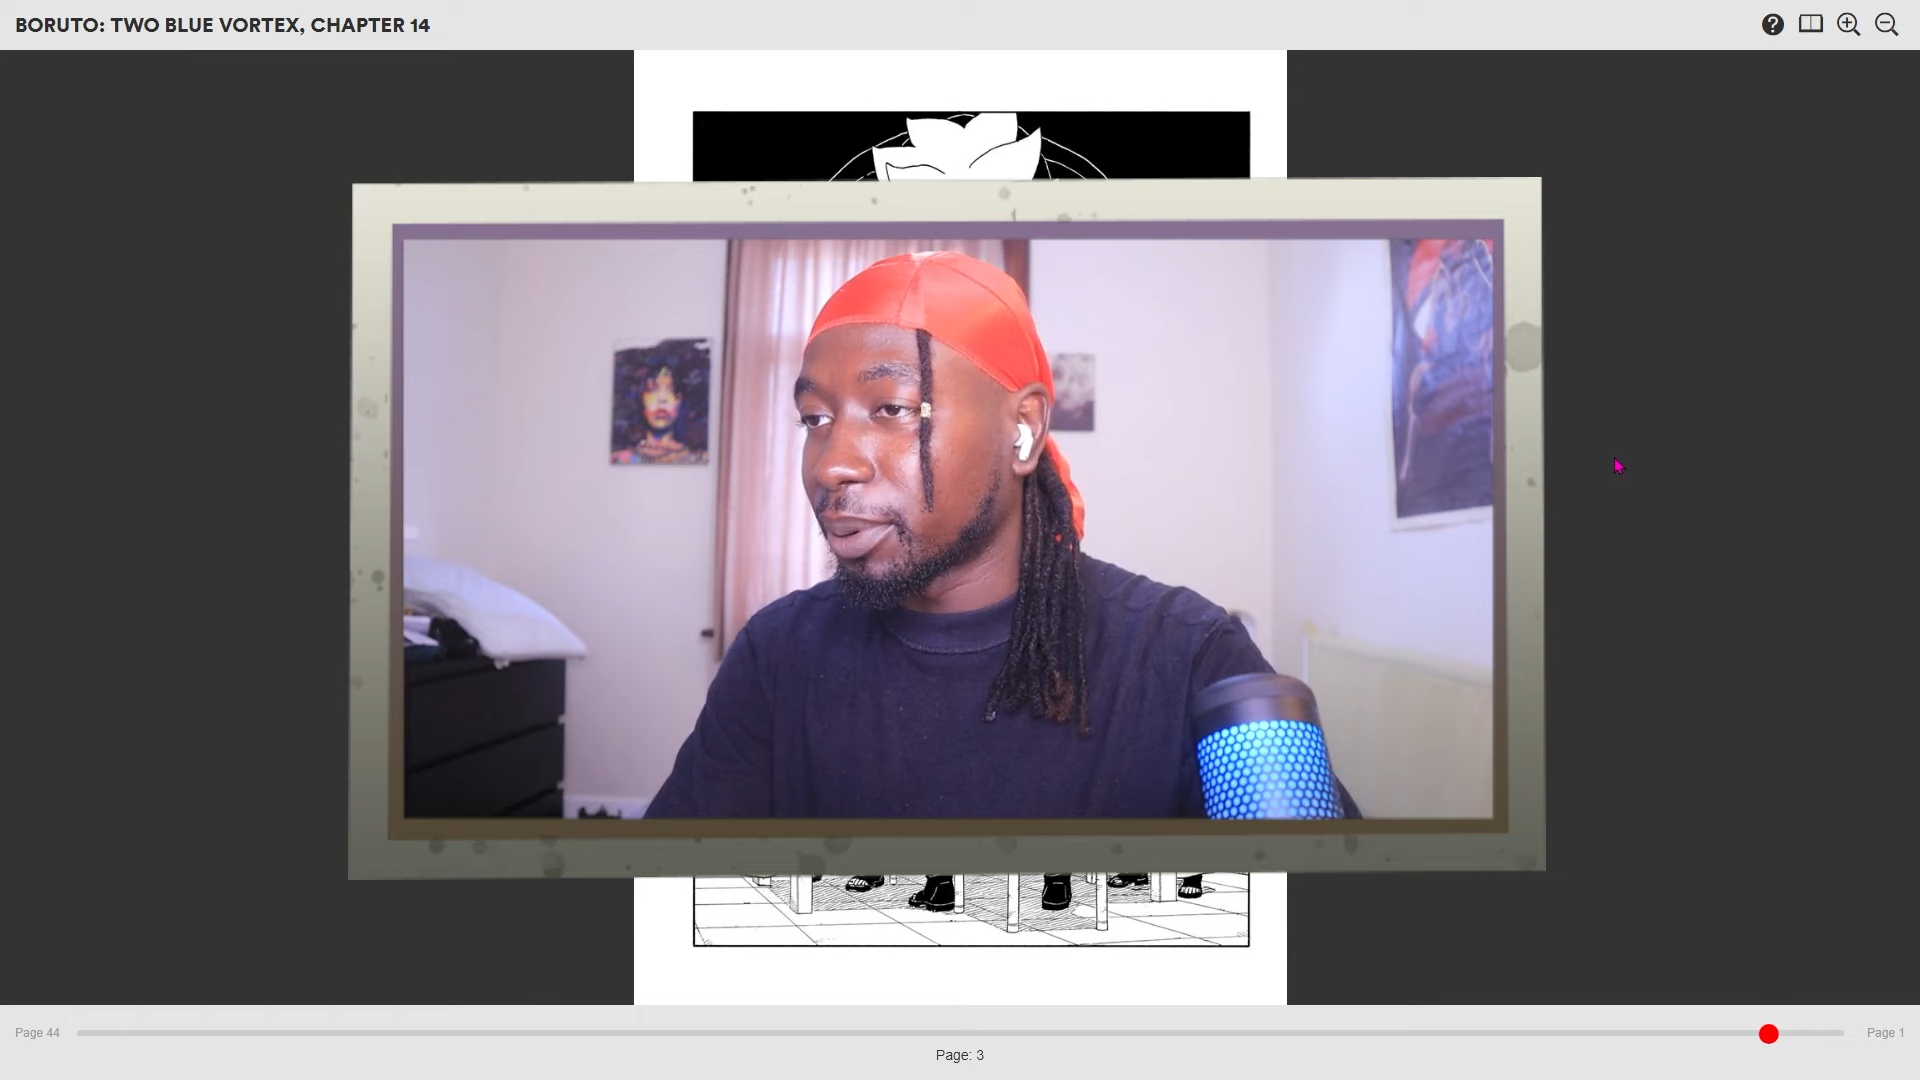 BORUTO: TWO BLUE VORTEX, CHAPTER 14
Page 44
Page 1
Page: 3